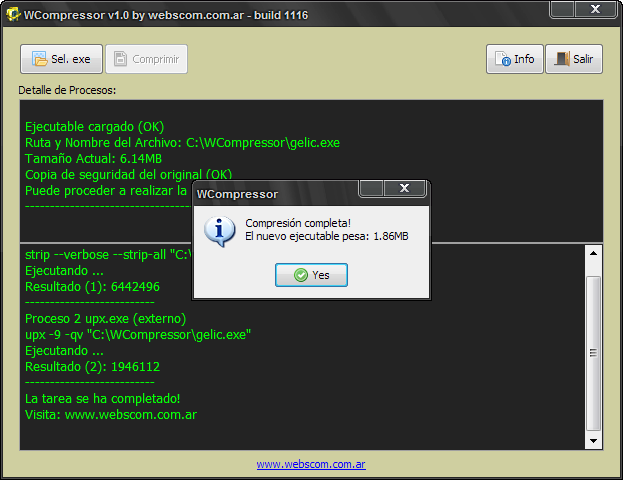 WCompressor v1.0 by webscom.com.ar - build 1116
Sel. exe
Comprimir
Info
Salir
Detalle de Procesos:
Ejecutable cargado (OK)
Ruta y Nombre del Archivo: C:\WCompressor\gelic.exe
Tamaño Actual: 6.14MB
Copia de seguridad del original (OK)
Puede proceder a realizar la
------------------------------------
WCompressor
Compresión completa!
El nuevo ejecutable pesa: 1.86MB
Yes
strip --verbose --strip-all "C:\
Ejecutando ...
Resultado (1): 6442496
--------------------------
Proceso 2 upx.exe (externo)
upx -9 -qv "C:\WCompressor\gelic.exe"
Ejecutando ...
Resultado (2): 1946112
--------------------------
La tarea se ha completado!
Visita: www.webscom.com.ar
www.webscom.com.ar